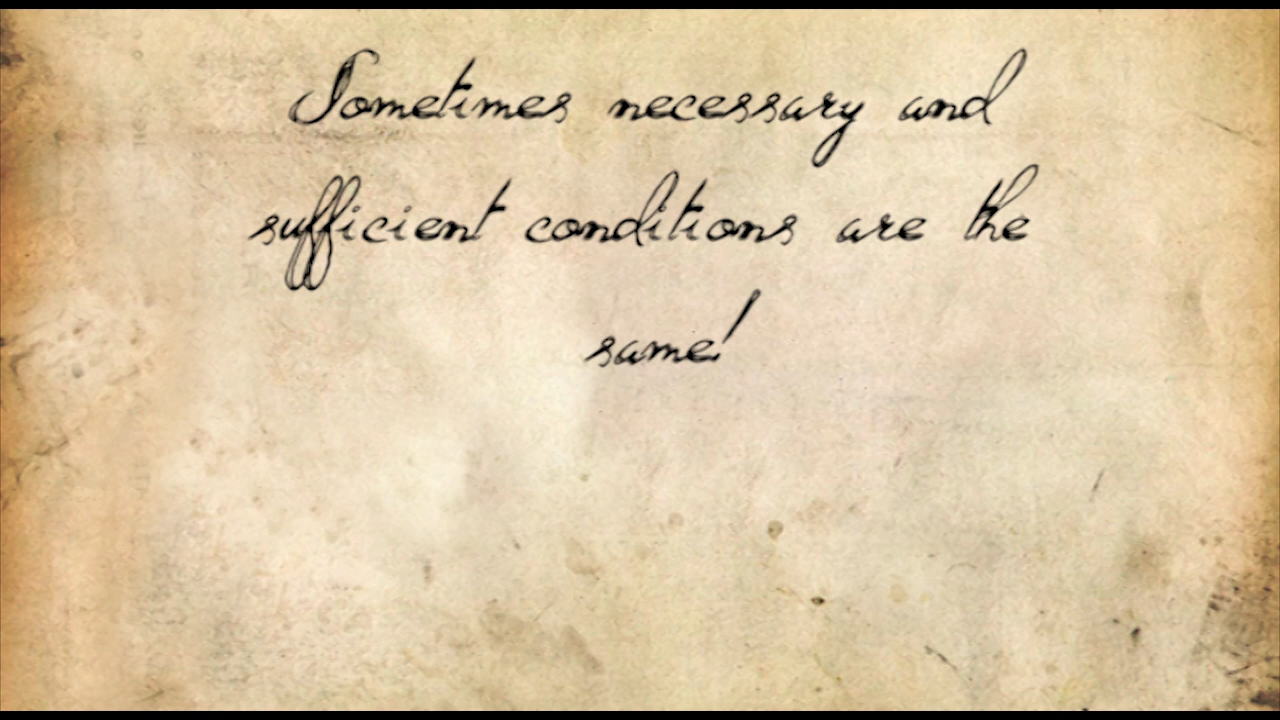 Sometimes necessary and
sufficient conditions are the
same!